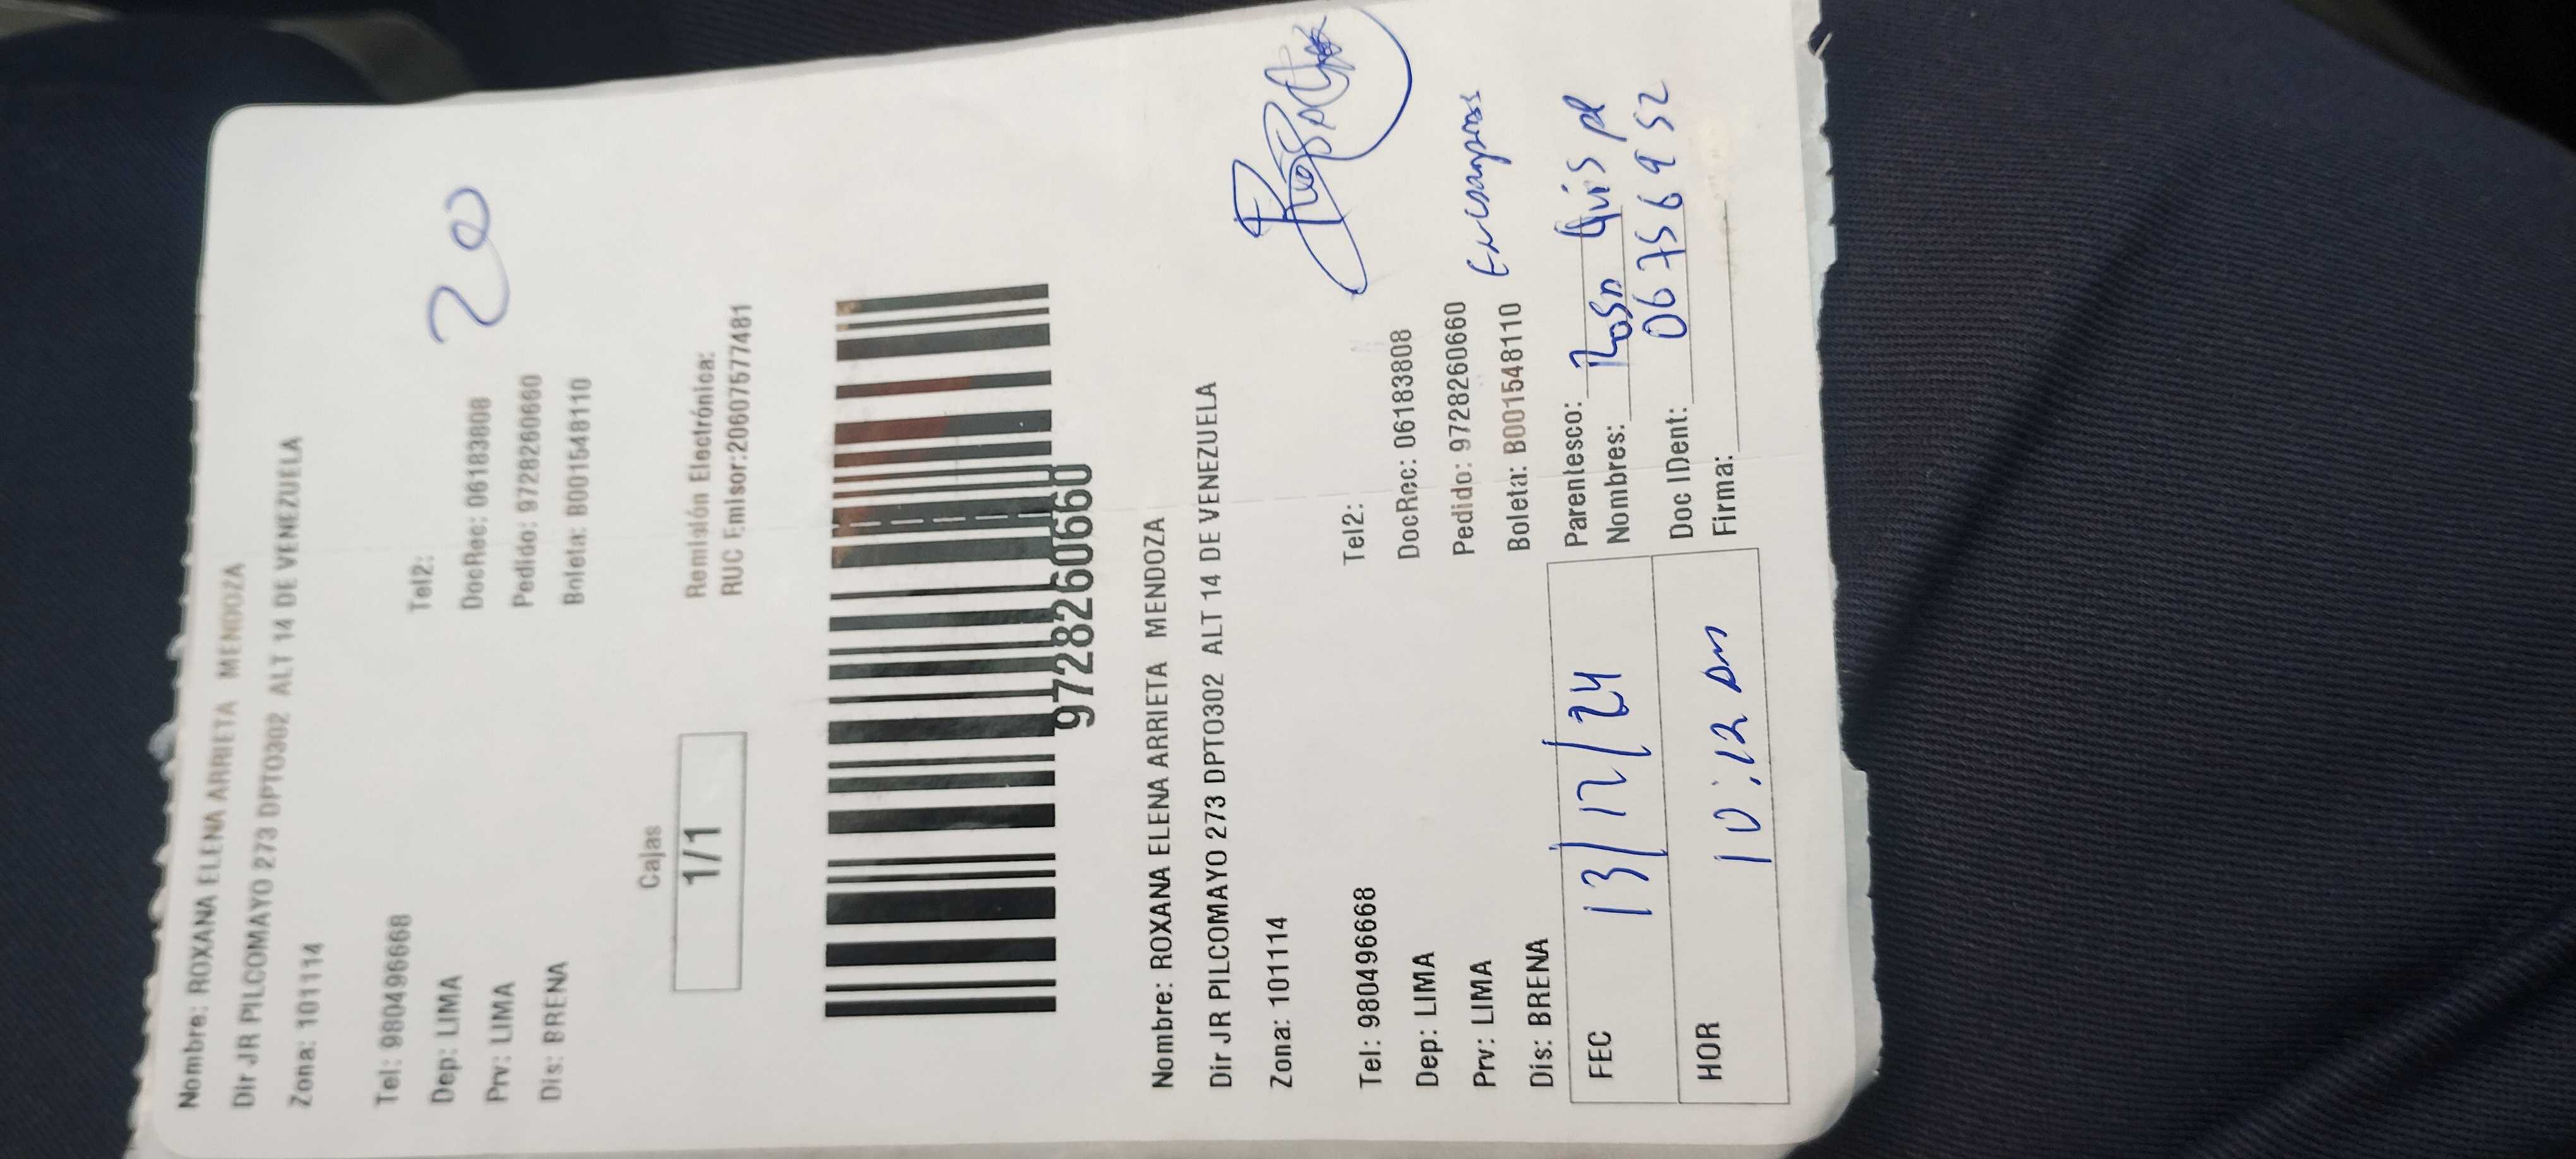 Nombre: ROXANA ELENA ARRIETA MENDOZA
Dir JR PILCOMAYO 273 DPTO302 ALT 14 DE VENEZUELA
Zona: 101114
20
Tel: 980496668 Tel2:
Dep: LIMA DocRec: 06183808
Prv: LIMA Pedido: 9728260660
Dis: BRENA Boleta: B001548110
Cajas
1/1
Remisión Electrónica:
RUC Emisor:20607577481
9728260660
Nombre: ROXANA ELENA ARRIETA MENDOZA
Dir JR PILCOMAYO 273 DPTO302 ALT 14 DE VENEZUELA
Zona: 101114
Tel: 980496668 Tel2:
Dep: LIMA DocRec: 06183808
Prv: LIMA Pedido: 9728260660
Dis: BRENA Boleta: B001548110
FEC 13/12/24
HOR 10:12 am
Parentesco:
Nombres: Rosa
Doc IDent: 06756952
Firma: